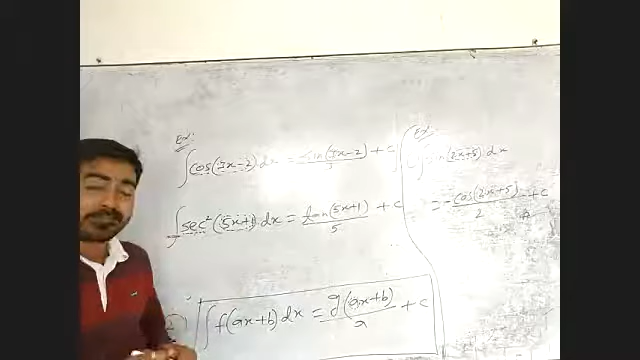 Ex:
∫cos(7x-2)dx = sin(7x-2)/7 + c
∫sec²(5x+1)dx = tan(5x+1)/5 + c
∫f(ax+b)dx = g(ax+b)/a + c
Ex:
∫sin(2x+5)dx
= -cos(2x+5)/2 + c